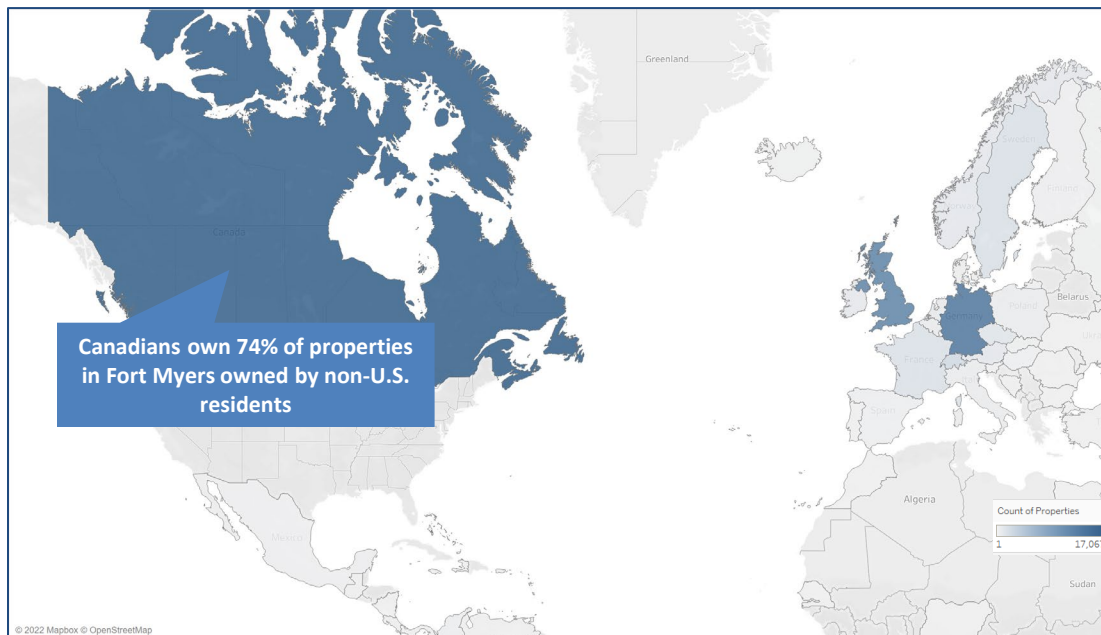 Greenland
Sweden
Finland
Norway
Canada
Belarus
Poland
Germany
Canadians own 74% of properties
in Fort Myers owned by non-U.S.
residents
France
Spain
Algeria
Mexico
Count of Properties
1
Sudan
© 2022 Mapbox © OpenStreetMap